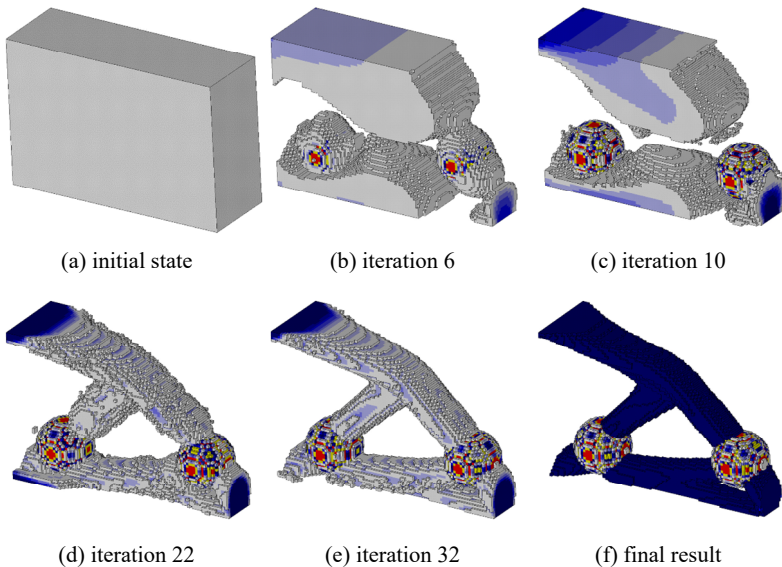 (a) initial state
(b) iteration 6
(c) iteration 10
(d) iteration 22
(e) iteration 32
(f) final result